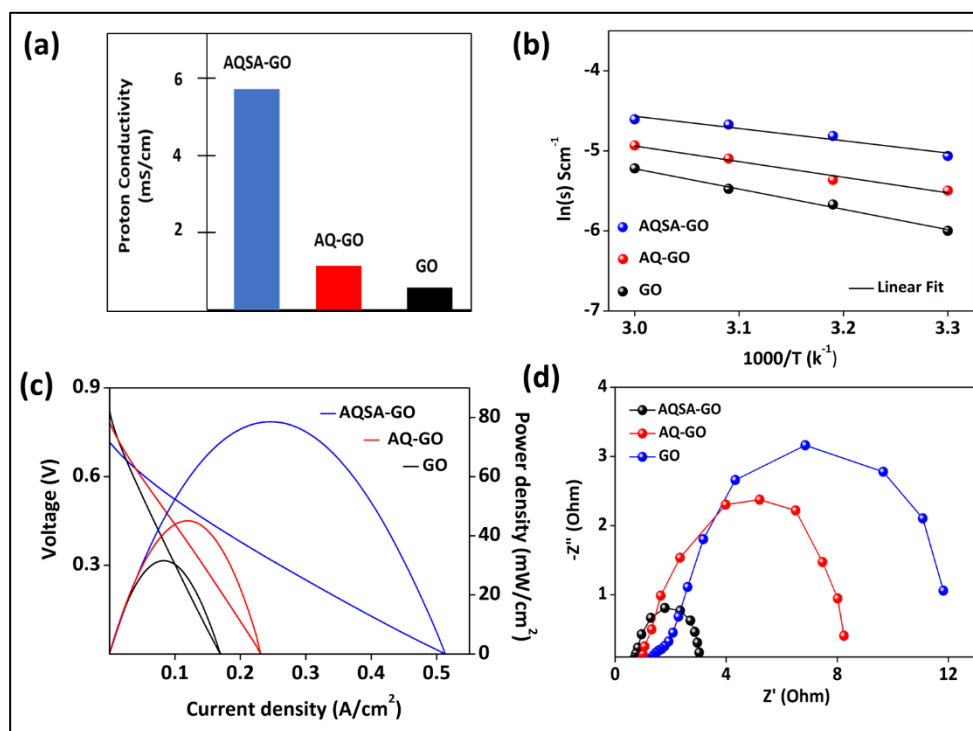 (a)
Proton Conductivity
(mS/cm)
6
4
2
AQSA-GO
AQ-GO
GO
(b)
ln(s) Scm⁻¹
-4
-5
-6
-7
AQSA-GO
AQ-GO
GO
Linear Fit
3.0
3.1
3.2
3.3
1000/T (k⁻¹)
(c)
Voltage (V)
0.9
0.6
0.3
AQSA-GO
AQ-GO
GO
80
60
40
20
0
Power density (mW/cm²)
0.1
0.2
0.3
0.4
0.5
Current density (A/cm²)
(d)
-Z" (Ohm)
4
3
2
1
AQSA-GO
AQ-GO
GO
0
4
8
12
Z' (Ohm)